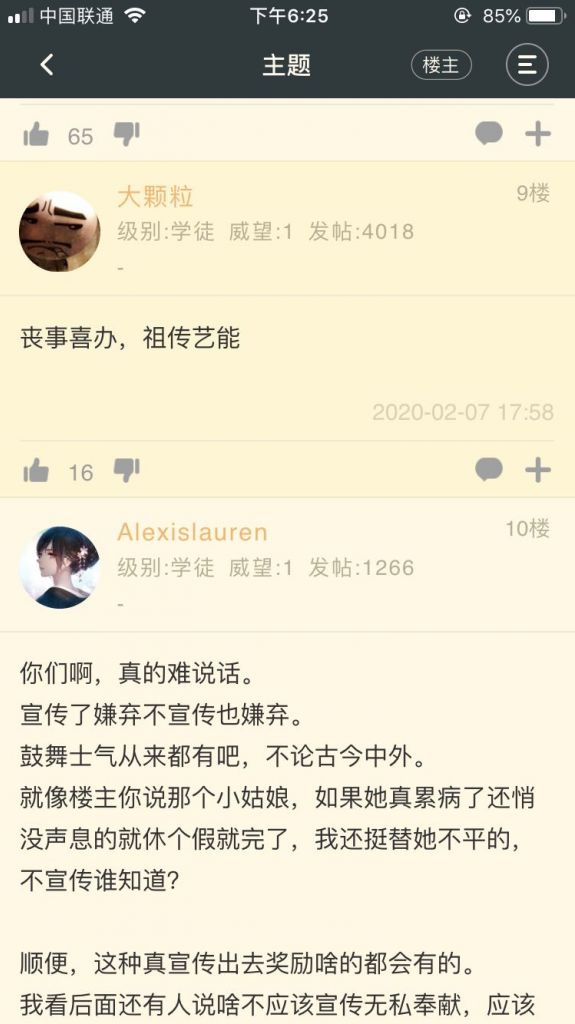 中国联通 下午6:25 85%
主题 楼主
65
大颗粒 9楼
级别:学徒 威望:1 发帖:4018
-
丧事喜办，祖传艺能
2020-02-07 17:58
16
Alexislauren 10楼
级别:学徒 威望:1 发帖:1266
-
你们啊，真的难说话。
宣传了嫌弃不宣传也嫌弃。
鼓舞士气从来都有吧，不论古今中外。
就像楼主你说那个小姑娘，如果她真累病了还悄
没声息的就休个假就完了，我还挺替她不平的，
不宣传谁知道？
顺便，这种真宣传出去奖励啥的都会有的。
我看后面还有人说啥不应该宣传无私奉献，应该